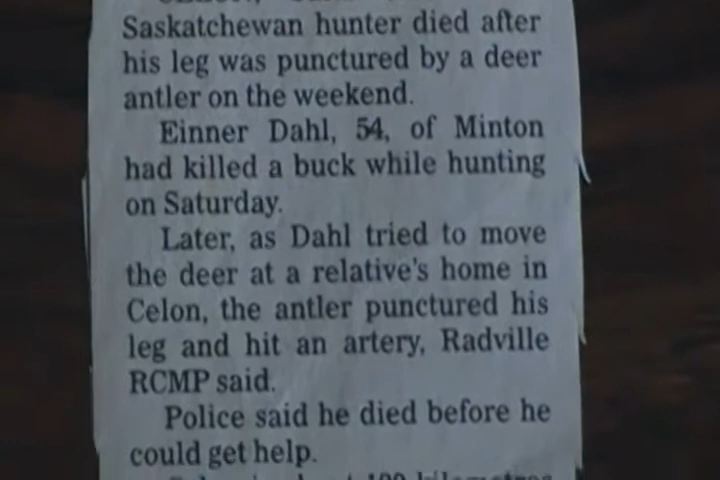 Saskatchewan hunter died after
his leg was punctured by a deer
antler on the weekend.
Einner Dahl, 54, of Minton
had killed a buck while hunting
on Saturday.
Later, as Dahl tried to move
the deer at a relative's home in
Celon, the antler punctured his
leg and hit an artery, Radville
RCMP said.
Police said he died before he
could get help.